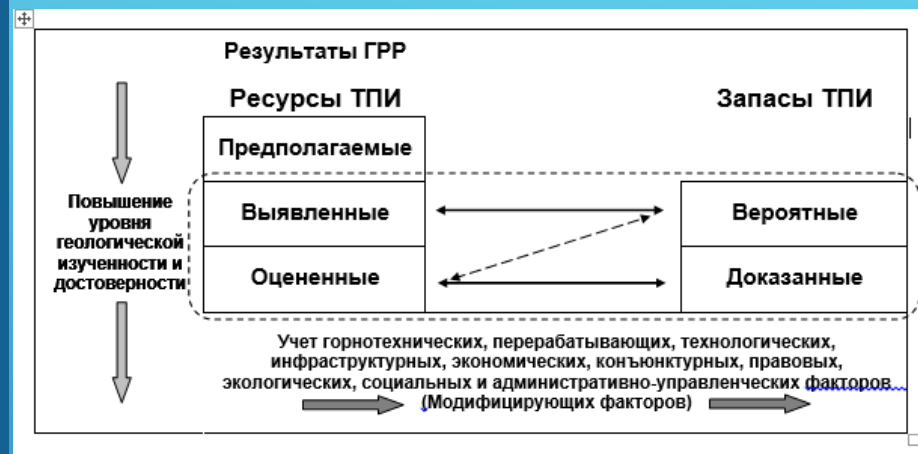 Результаты ГРР
Ресурсы ТПИ
Запасы ТПИ
Предполагаемые
Повышение
уровня
геологической
изученности и
достоверности
Выявленные
Вероятные
Оцененные
Доказанные
Учет горнотехнических, перерабатывающих, технологических,
инфраструктурных, экономических, конъюнктурных, правовых,
экологических, социальных и административно-управленческих факторов
(Модифицирующих факторов)